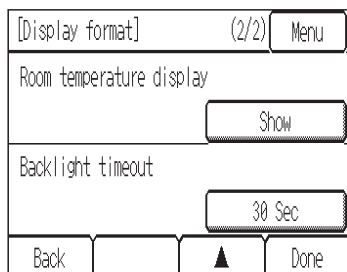 [Display format] (2/2) Menu
Room temperature display
Show
Backlight timeout
30 Sec
Back ▲ Done